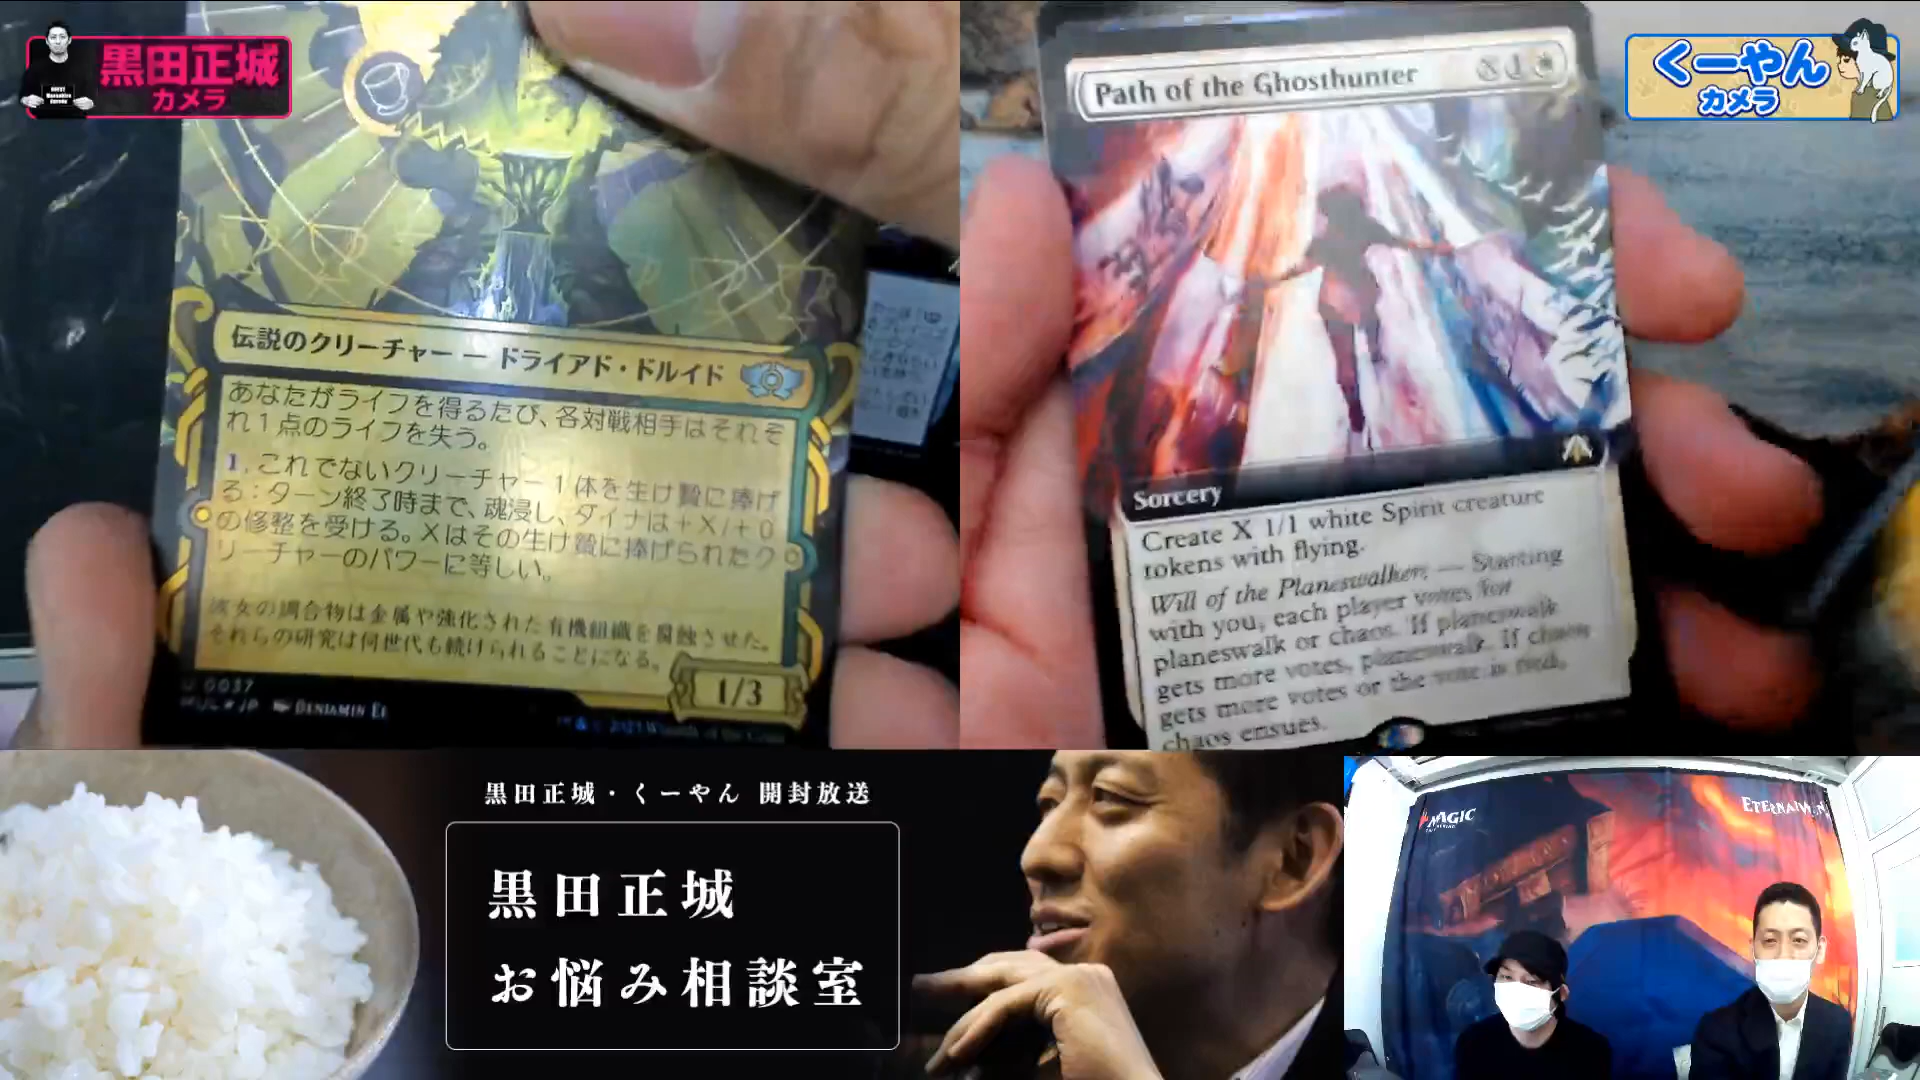 黒田正城
カメラ
くーやん
カメラ
伝説のクリーチャー ― ドライアド・ドルイド
あなたがライフを得るたび、各対戦相手はそれぞ
れ1点のライフを失う。
1, これでないクリーチャー1体を生け贄に捧げ
る：ターン終了時まで、魂浸し、ダイナは+X/+0
の修整を受ける。Xはその生け贄に捧げられたク
リーチャーのパワーに等しい。
彼女の調合物は金属や強化された有機組織を腐蝕させた。
それらの研究は何世代も続けられることになる。
1/3
0037
MUL JP BENJAMIN EE
Path of the Ghosthunter X 1
Sorcery
Create X 1/1 white Spirit creature
tokens with flying.
Will of the Planeswalkers — Starting
with you, each player votes for
planeswalk or chaos. If planeswalk
gets more votes, planeswalk. If chaos
gets more votes or the vote is tied,
chaos ensues.
黒田正城・くーやん 開封放送
黒田正城
お悩み相談室
MAGIC